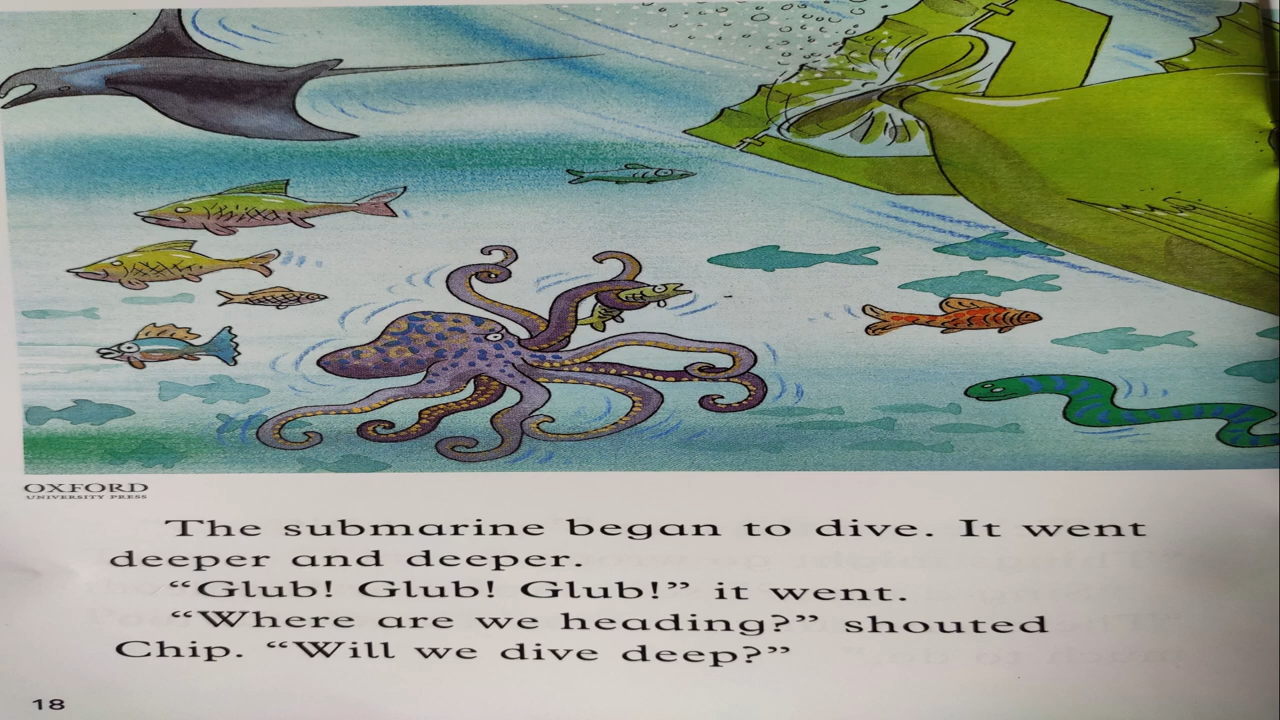 OXFORD
UNIVERSITY PRESS
The submarine began to dive. It went
deeper and deeper.
“Glub! Glub! Glub!” it went.
“Where are we heading?” shouted
Chip. “Will we dive deep?”
18